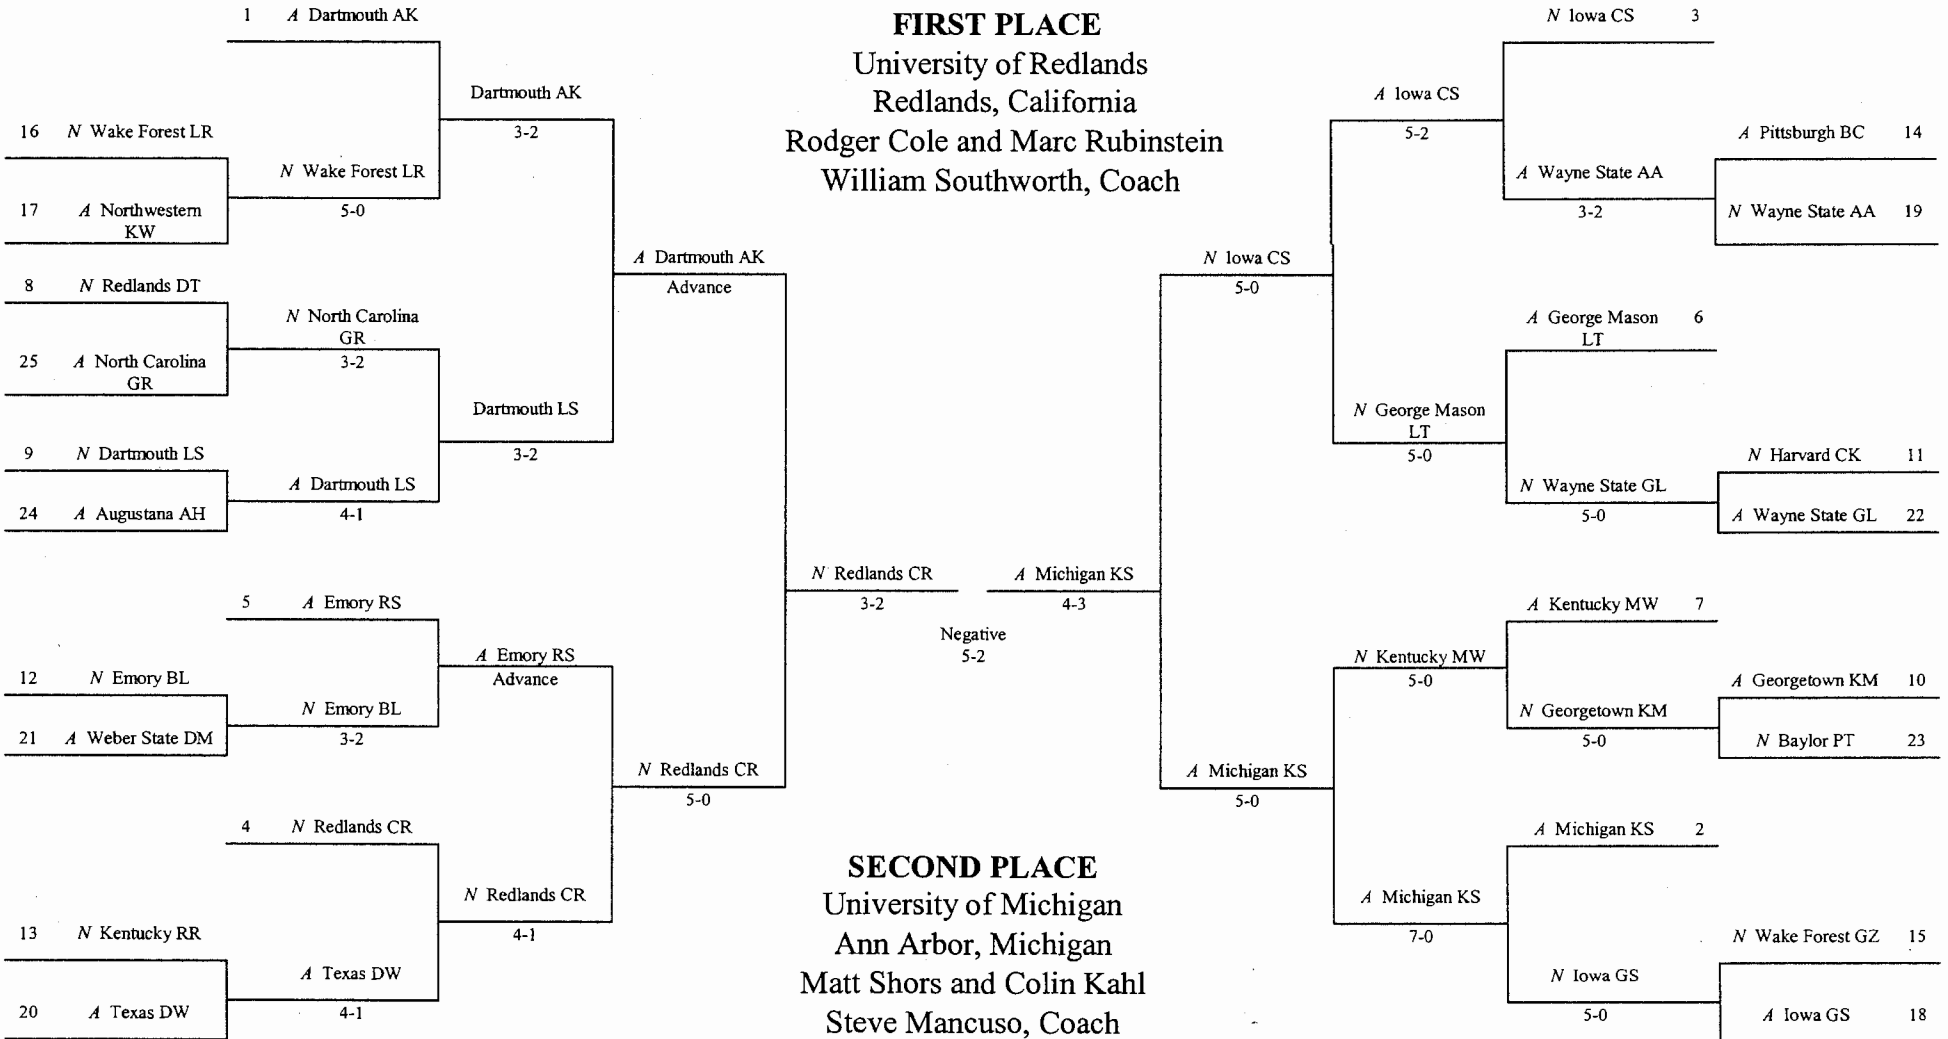 1 A Dartmouth AK
16 N Wake Forest LR
17 A Northwestern
KW
8 N Redlands DT
25 A North Carolina
GR
9 N Dartmouth LS
24 A Augustana AH
5 A Emory RS
12 N Emory BL
21 A Weber State DM
4 N Redlands CR
13 N Kentucky RR
20 A Texas DW
N Wake Forest LR
5-0
N North Carolina
GR
3-2
A Dartmouth LS
4-1
N Emory BL
3-2
A Texas DW
4-1
Dartmouth AK
3-2
Dartmouth LS
3-2
A Emory RS
Advance
N Redlands CR
4-1
A Dartmouth AK
Advance
N Redlands CR
5-0
N Redlands CR
3-2
FIRST PLACE
University of Redlands
Redlands, California
Rodger Cole and Marc Rubinstein
William Southworth, Coach
Negative
5-2
SECOND PLACE
University of Michigan
Ann Arbor, Michigan
Matt Shors and Colin Kahl
Steve Mancuso, Coach
A Michigan KS
4-3
N Iowa CS
5-0
A Michigan KS
5-0
A Iowa CS
5-2
N George Mason
LT
5-0
N Kentucky MW
5-0
A Michigan KS
7-0
N Iowa CS 3
A Wayne State AA
3-2
A George Mason 6
LT
N Wayne State GL
5-0
A Kentucky MW 7
N Georgetown KM
5-0
A Michigan KS 2
N Iowa GS
5-0
A Pittsburgh BC 14
N Wayne State AA 19
N Harvard CK 11
A Wayne State GL 22
A Georgetown KM 10
N Baylor PT 23
N Wake Forest GZ 15
A Iowa GS 18